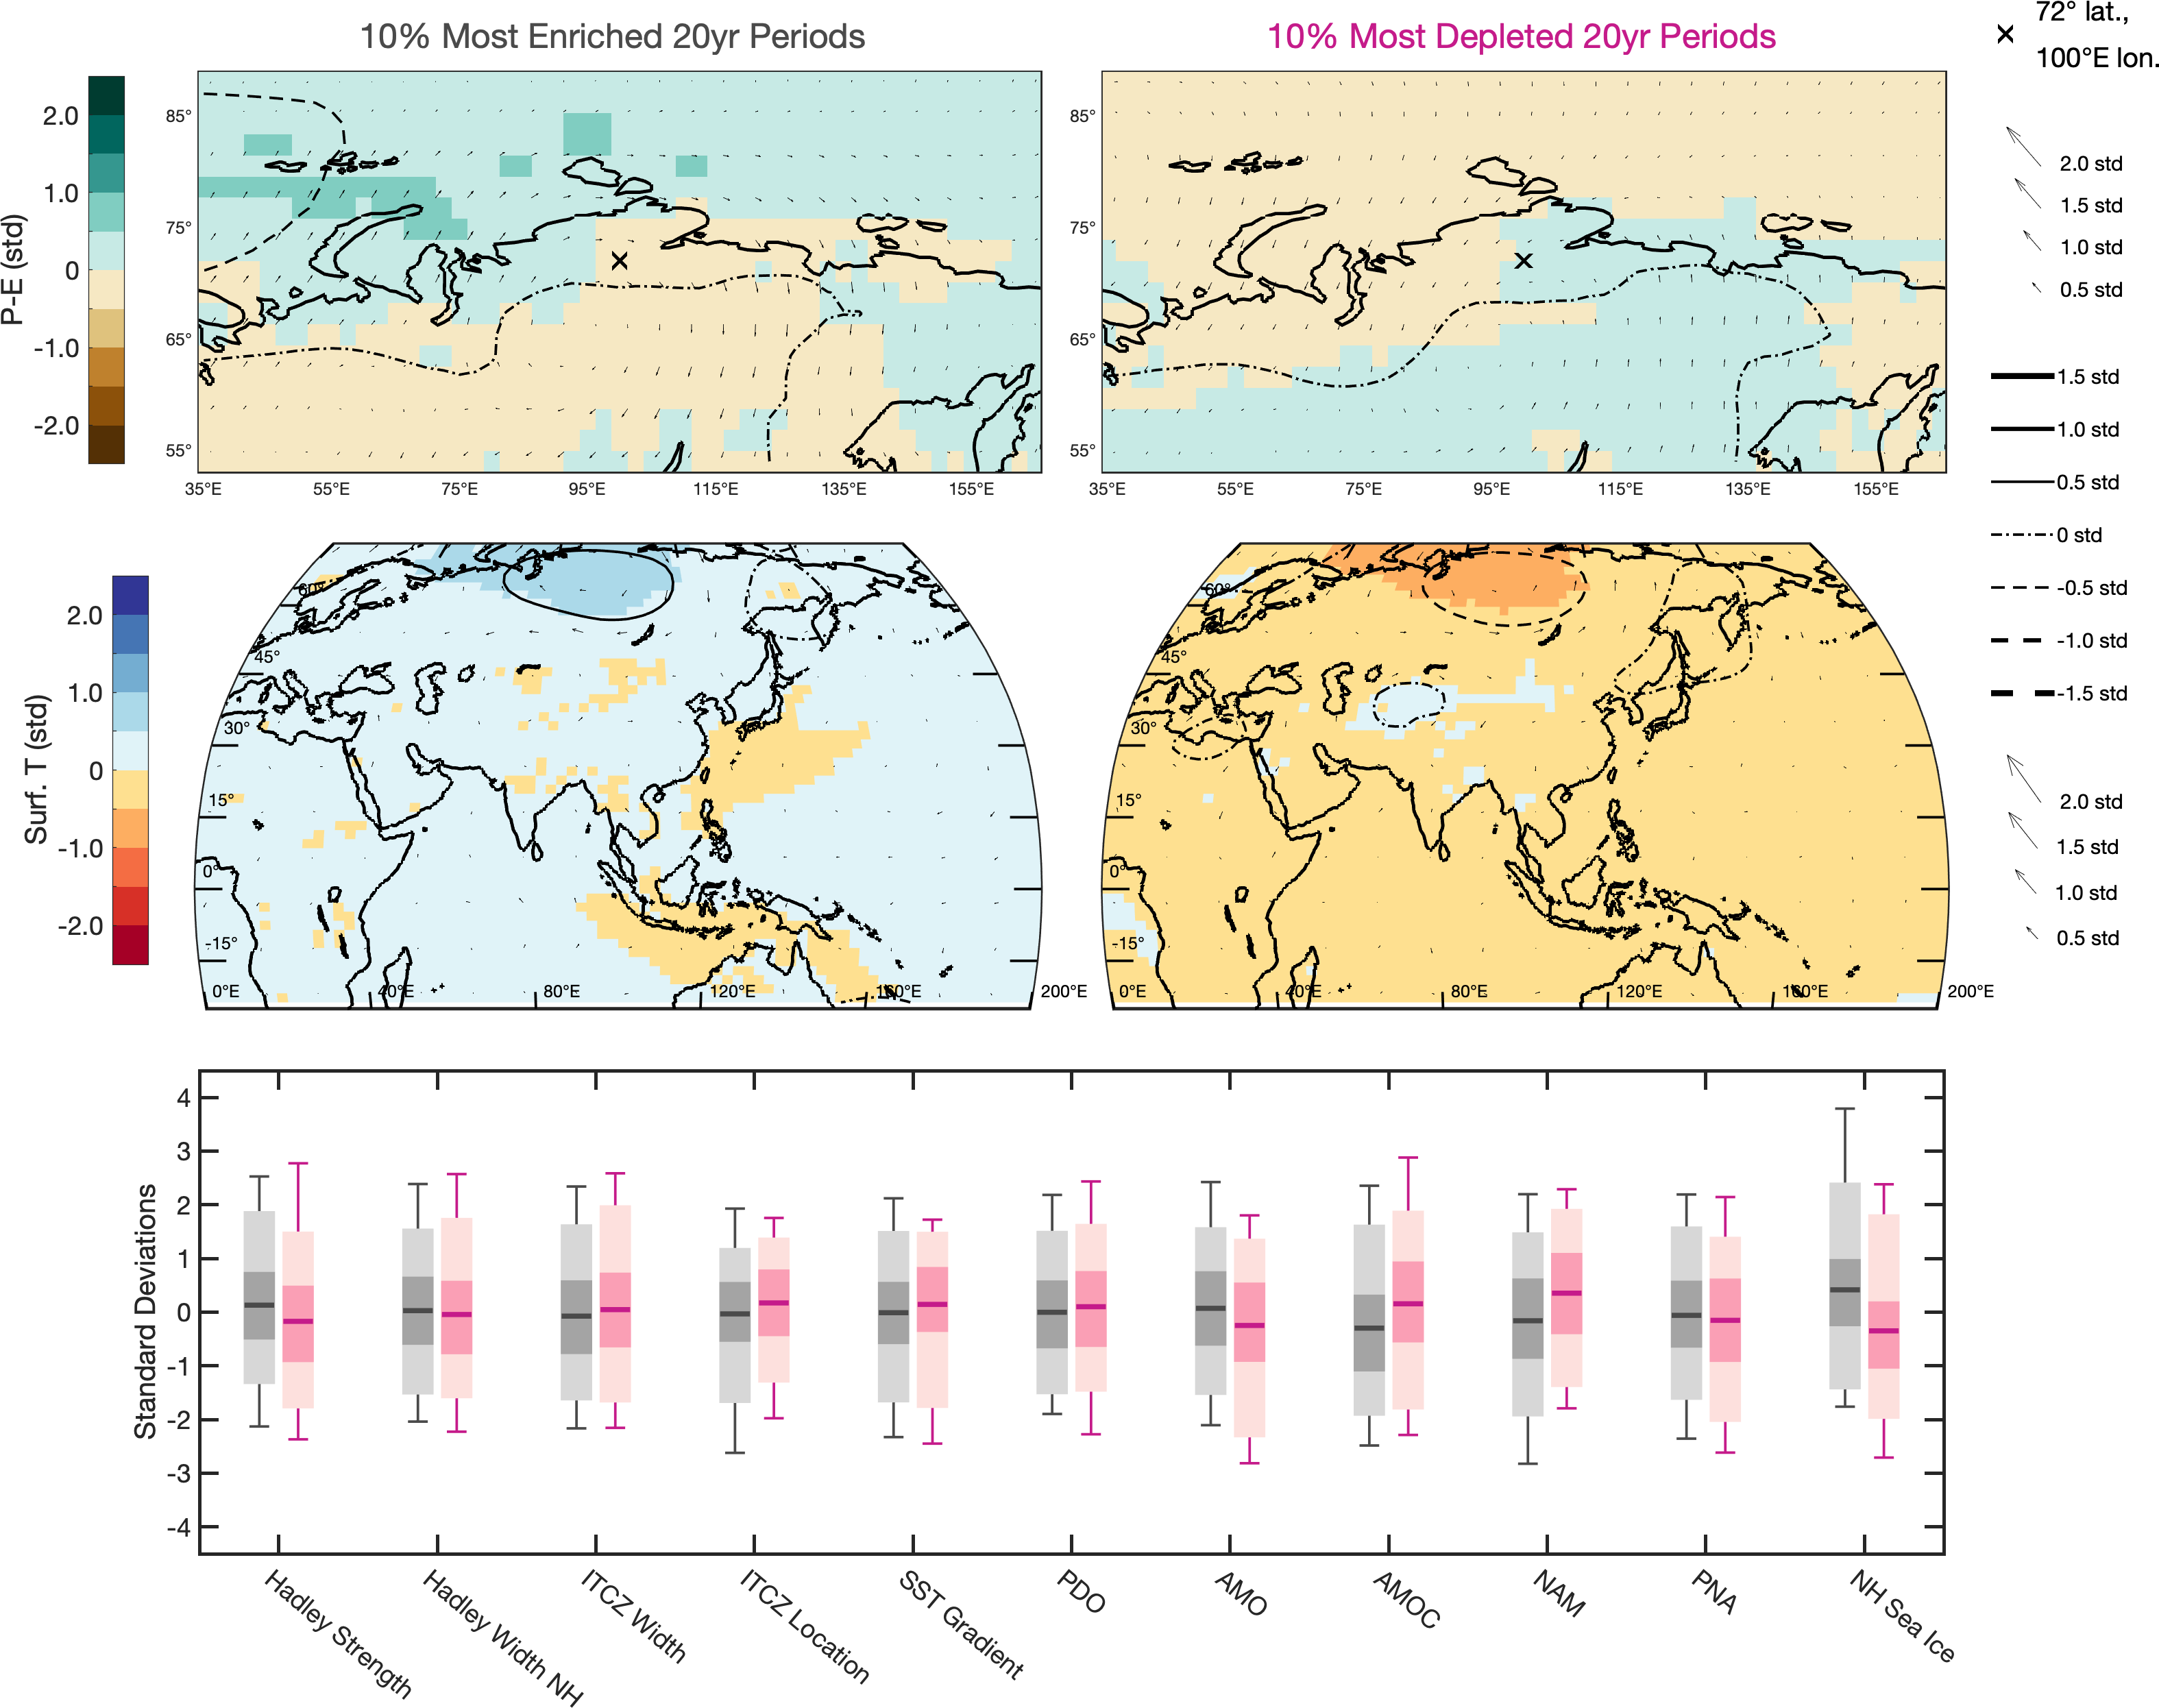 10% Most Enriched 20yr Periods
10% Most Depleted 20yr Periods
72° lat.,
100°E lon.
P-E (std)
2.0
1.0
0
-1.0
-2.0
85°
75°
65°
55°
35°E
55°E
75°E
95°E
115°E
135°E
155°E
85°
75°
65°
55°
35°E
55°E
75°E
95°E
115°E
135°E
155°E
2.0 std
1.5 std
1.0 std
0.5 std
1.5 std
1.0 std
0.5 std
0 std
-0.5 std
-1.0 std
-1.5 std
Surf. T (std)
2.0
1.0
0
-1.0
-2.0
60°
45°
30°
15°
0°
-15°
0°E
40°E
80°E
120°E
160°E
200°E
60°
45°
30°
15°
0°
-15°
0°E
40°E
80°E
120°E
160°E
200°E
2.0 std
1.5 std
1.0 std
0.5 std
Standard Deviations
4
3
2
1
0
-1
-2
-3
-4
Hadley Strength
Hadley Width NH
ITCZ Width
ITCZ Location
SST Gradient
PDO
AMO
AMOC
NAM
PNA
NH Sea Ice